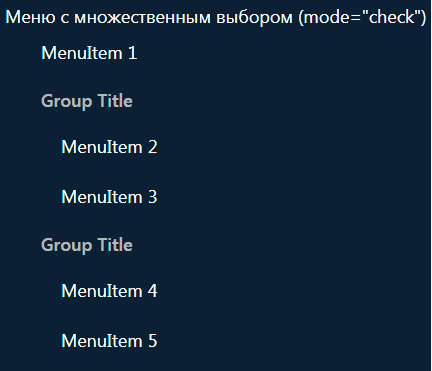 Меню с множественным выбором (mode="check")
MenuItem 1
Group Title
MenuItem 2
MenuItem 3
Group Title
MenuItem 4
MenuItem 5